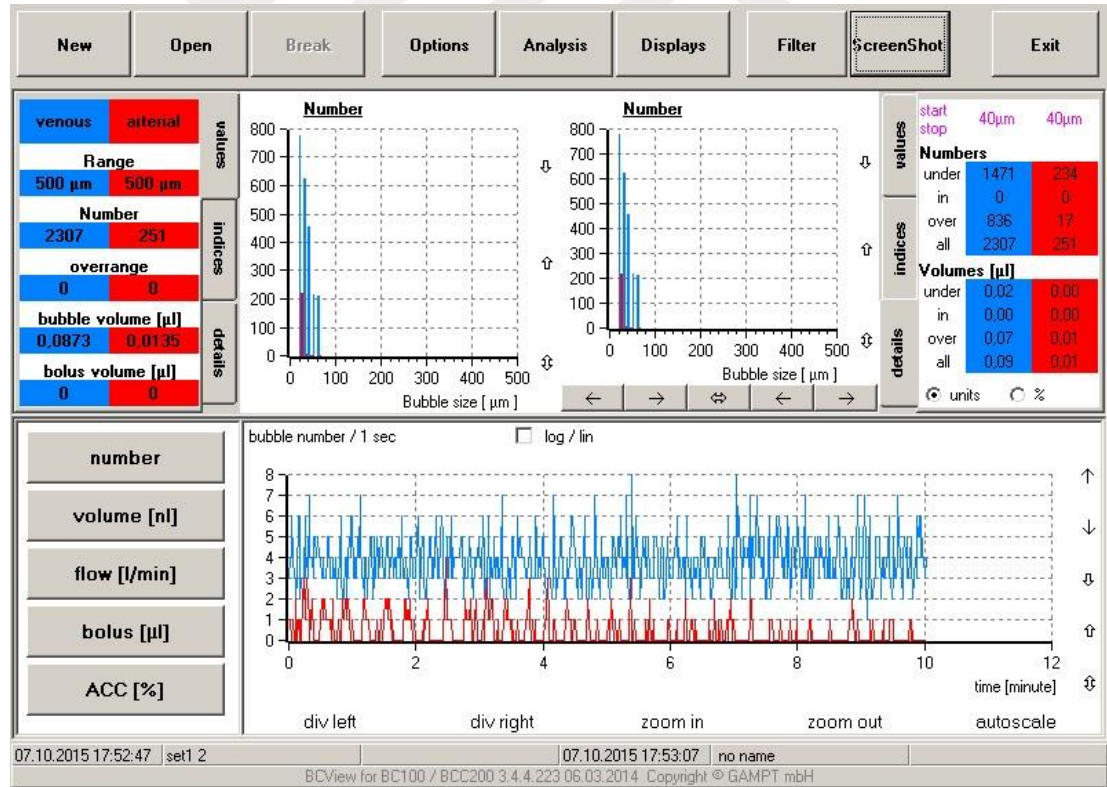 New Open Break Options Analysis Displays Filter ScreenShot Exit
venous arterial
Range
500 µm 500 µm
Number
2307 251
overrange
0 0
bubble volume [µl]
0,0873 0,0135
bolus volume [µl]
0 0
values
indices
details
Number
800
700
600
500
400
300
200
100
0
0 100 200 300 400 500
Bubble size [ µm ]
Number
800
700
600
500
400
300
200
100
0
0 100 200 300 400 500
Bubble size [ µm ]
← → ⇔ ← →
values
indices
details
start 40µm 40µm
stop
Numbers
under 1471 234
in 0 0
over 836 17
all 2307 251
Volumes [µl]
under 0,02 0,00
in 0,00 0,00
over 0,07 0,01
all 0,09 0,01
units %
number
volume [nl]
flow [l/min]
bolus [µl]
ACC [%]
bubble number / 1 sec log / lin
8
7
6
5
4
3
2
1
0
0 2 4 6 8 10 12
time [minute]
div left div right zoom in zoom out autoscale
07.10.2015 17:52:47 set1 2 07.10.2015 17:53:07 no name
BCView for BC100 / BCC200 3.4.4.223 06.03.2014 Copyright © GAMPT mbH